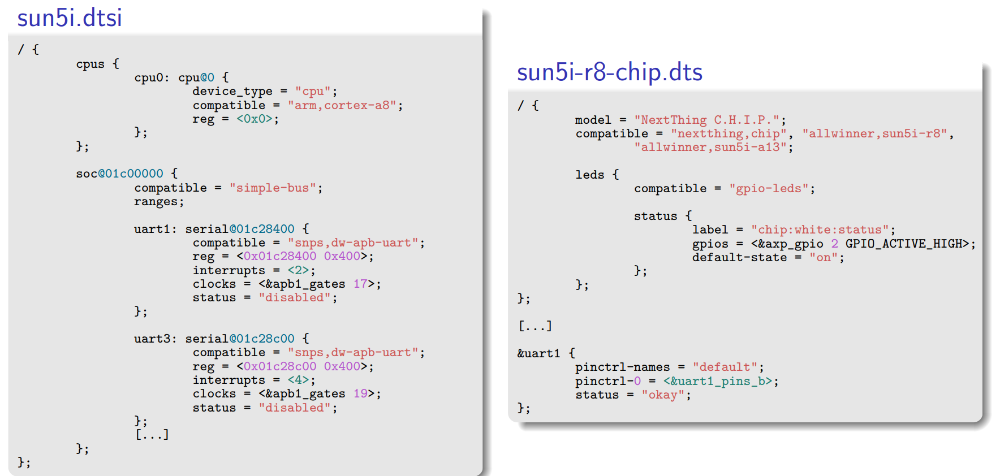 sun5i.dtsi
/ {
        cpus {
                cpu0: cpu@0 {
                        device_type = "cpu";
                        compatible = "arm,cortex-a8";
                        reg = <0x0>;
                };
        };

        soc@01c00000 {
                compatible = "simple-bus";
                ranges;

                uart1: serial@01c28400 {
                        compatible = "snps,dw-apb-uart";
                        reg = <0x01c28400 0x400>;
                        interrupts = <2>;
                        clocks = <&apb1_gates 17>;
                        status = "disabled";
                };

                uart3: serial@01c28c00 {
                        compatible = "snps,dw-apb-uart";
                        reg = <0x01c28c00 0x400>;
                        interrupts = <4>;
                        clocks = <&apb1_gates 19>;
                        status = "disabled";
                };
                [...]
        };
};
sun5i-r8-chip.dts
/ {
        model = "NextThing C.H.I.P.";
        compatible = "nextthing,chip", "allwinner,sun5i-r8",
                "allwinner,sun5i-a13";

        leds {
                compatible = "gpio-leds";

                status {
                        label = "chip:white:status";
                        gpios = <&axp_gpio 2 GPIO_ACTIVE_HIGH>;
                        default-state = "on";
                };
        };
};

[...]

&uart1 {
        pinctrl-names = "default";
        pinctrl-0 = <&uart1_pins_b>;
        status = "okay";
};